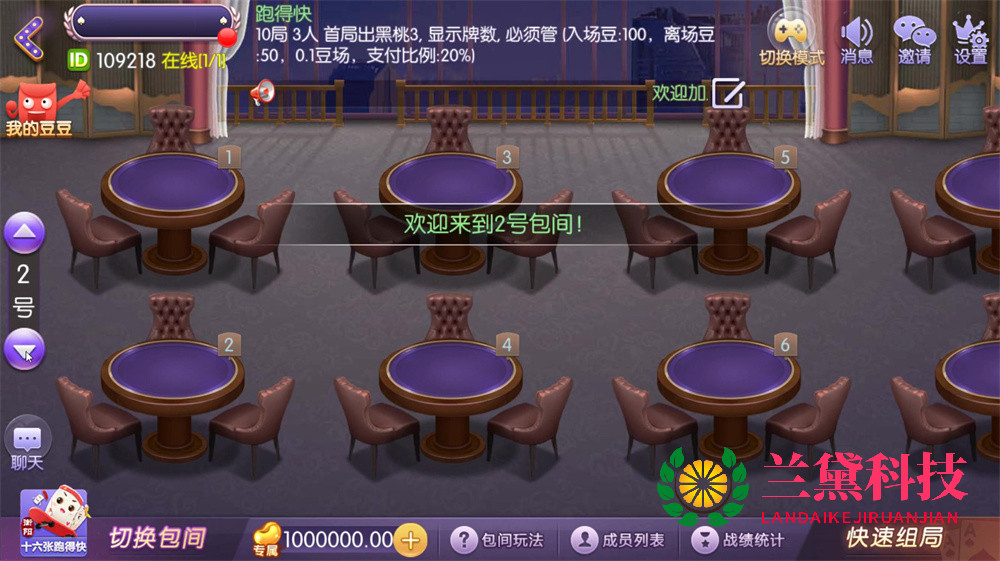 跑得快
10局 3人 首局出黑桃3, 显示牌数, 必须管 (入场豆:100，离场豆
:50，0.1豆场，支付比例:20%)
ID 109218 在线[1/1]
切换模式
消息
邀请
设置
我的豆豆
欢迎加.
1
3
5
欢迎来到2号包间!
2
号
2
4
6
聊天
兰黛科技
LANDAIKEJIRUANJIAN
衡阳
十六张跑得快
切换包间
专属
1000000.00
包间玩法
成员列表
战绩统计
快速组局